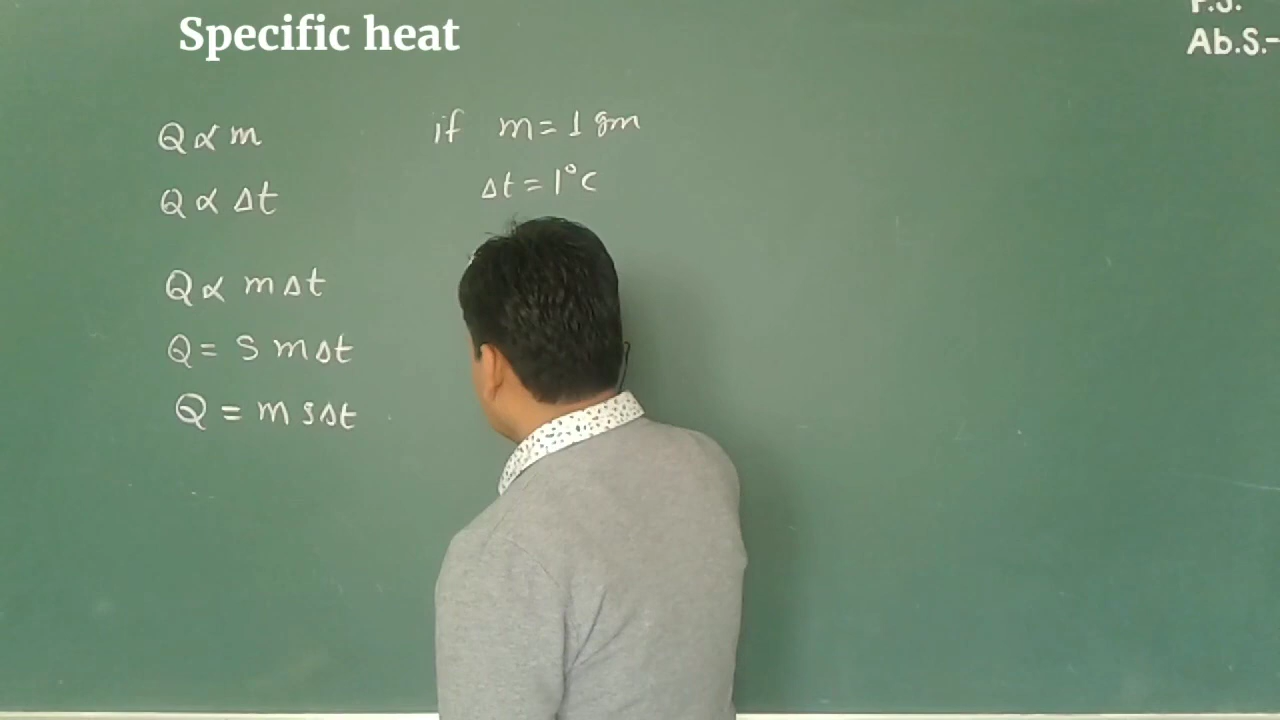 Specific heat
P.S.
Ab.S.-
Q ∝ m
Q ∝ Δt
Q ∝ m Δt
Q = S m Δt
Q = m s Δt
if m = 1 gm
Δt = 1°C